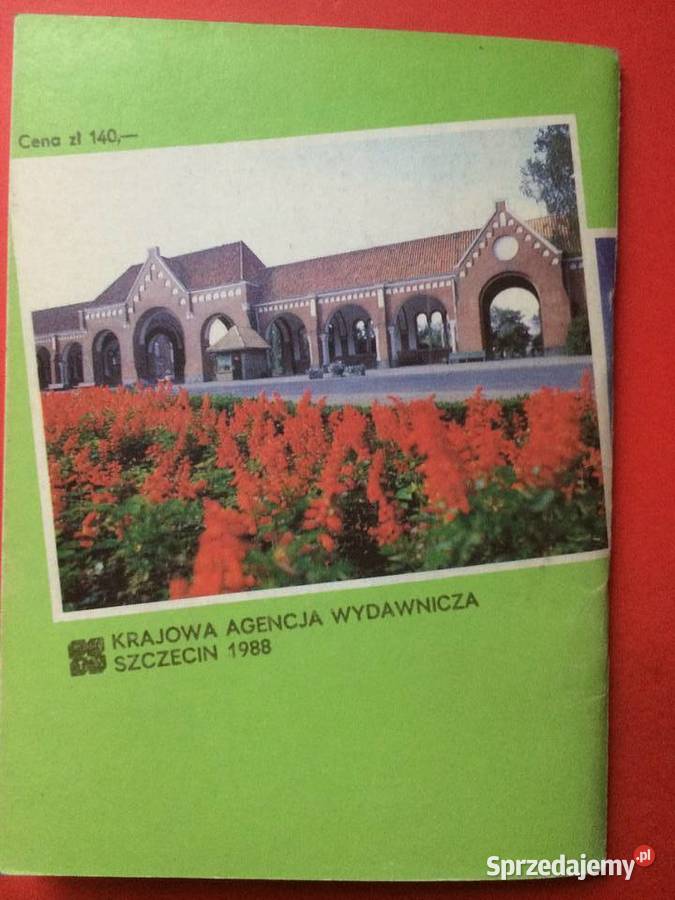 Cena zł 140,—
KRAJOWA AGENCJA WYDAWNICZA
SZCZECIN 1988
Sprzedajemy.pl